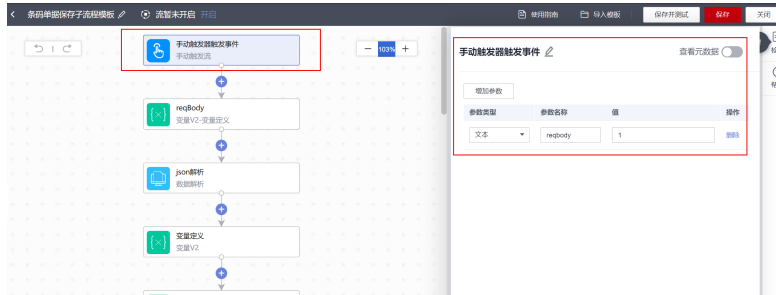 条码单据保存子流程模板 流暂未开启 开启 使用指南 导入模板 保存并测试 保存 关闭
手动触发器触发事件
手动触发流
103%
手动触发器触发事件 查看元数据
增加参数
参数类型 参数名称 值 操作
文本 reqbody 1 删除
reqBody
变量V2-变量定义
json解析
数据解析
变量定义
变量V2